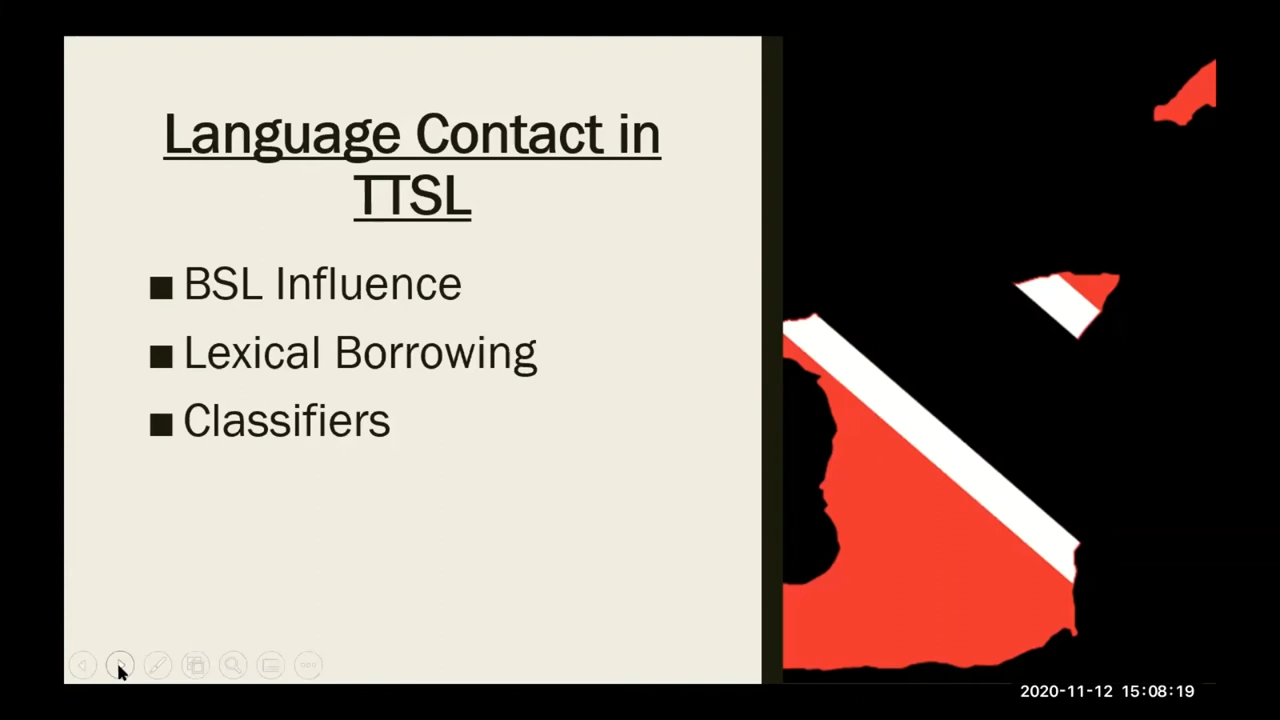 Language Contact in
TTSL
■ BSL Influence
■ Lexical Borrowing
■ Classifiers
2020-11-12 15:08:19